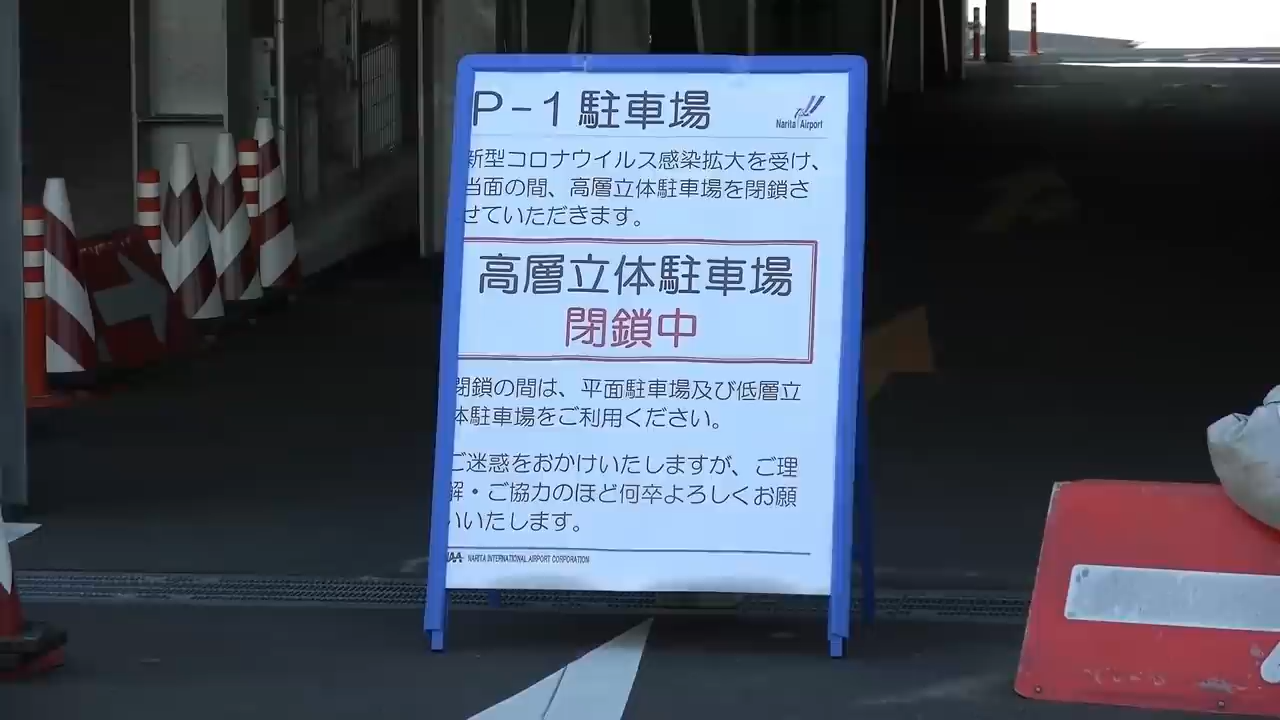 P-1駐車場
Narita Airport
新型コロナウイルス感染拡大を受け、
当面の間、高層立体駐車場を閉鎖さ
せていただきます。
高層立体駐車場
閉鎖中
閉鎖の間は、平面駐車場及び低層立
体駐車場をご利用ください。
ご迷惑をおかけいたしますが、ご理
解・ご協力のほど何卒よろしくお願
いいたします。
NAA NARITA INTERNATIONAL AIRPORT CORPORATION